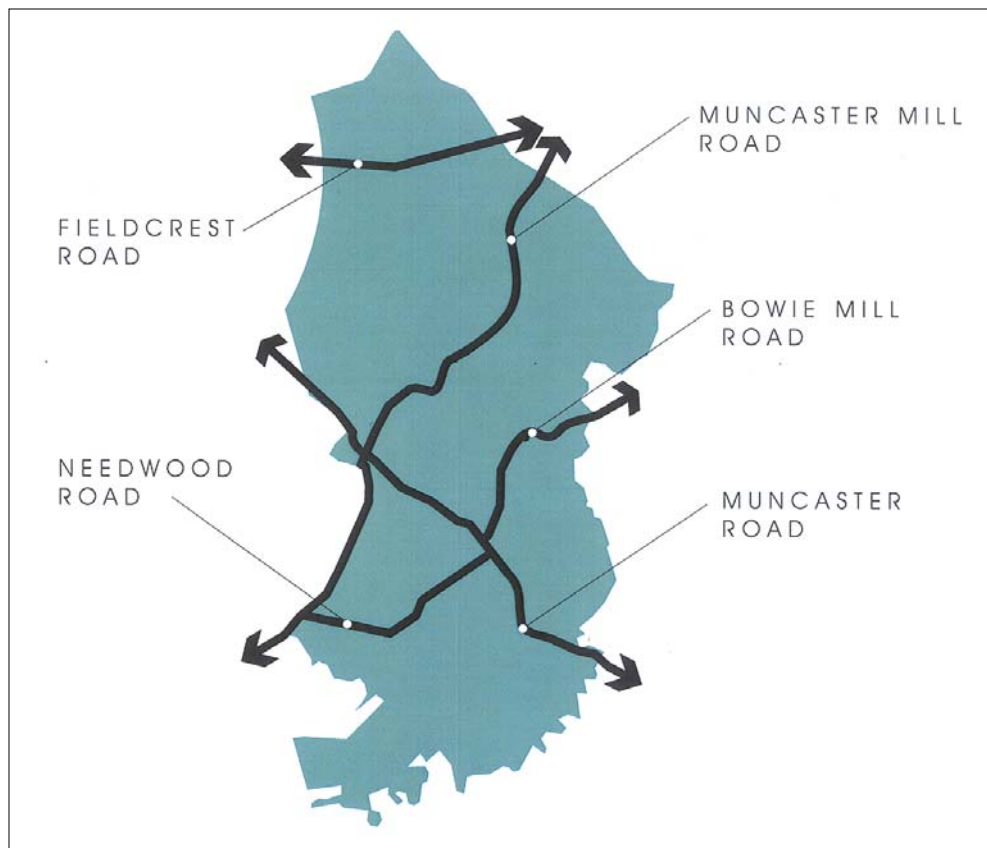 MUNCASTER MILL
ROAD
FIELDCREST
ROAD
BOWIE MILL
ROAD
NEEDWOOD
ROAD
MUNCASTER
ROAD